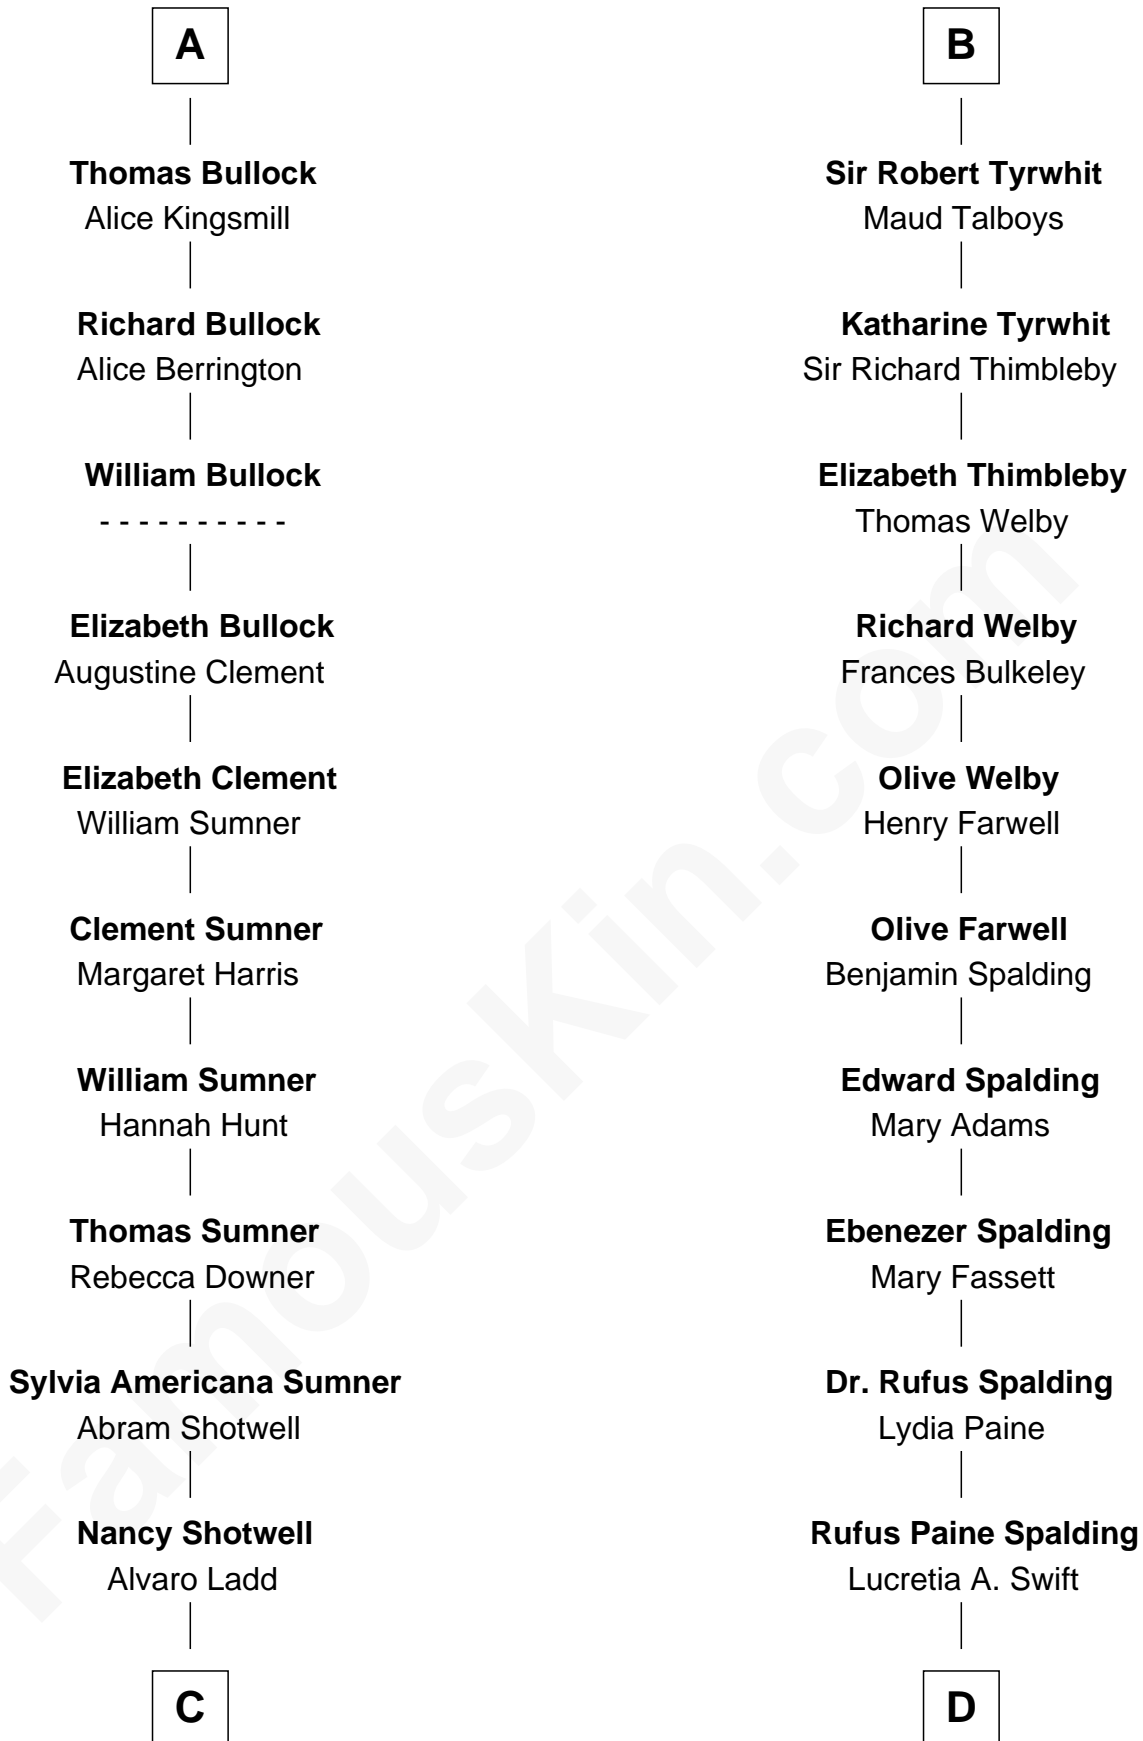 A
Thomas Bullock
Alice Kingsmill
Richard Bullock
Alice Berrington
William Bullock
- - - - - - - - - -
Elizabeth Bullock
Augustine Clement
Elizabeth Clement
William Sumner
Clement Sumner
Margaret Harris
William Sumner
Hannah Hunt
Thomas Sumner
Rebecca Downer
Sylvia Americana Sumner
Abram Shotwell
Nancy Shotwell
Alvaro Ladd
C
B
Sir Robert Tyrwhit
Maud Talboys
Katharine Tyrwhit
Sir Richard Thimbleby
Elizabeth Thimbleby
Thomas Welby
Richard Welby
Frances Bulkeley
Olive Welby
Henry Farwell
Olive Farwell
Benjamin Spalding
Edward Spalding
Mary Adams
Ebenezer Spalding
Mary Fassett
Dr. Rufus Spalding
Lydia Paine
Rufus Paine Spalding
Lucretia A. Swift
D
FamousKin.com